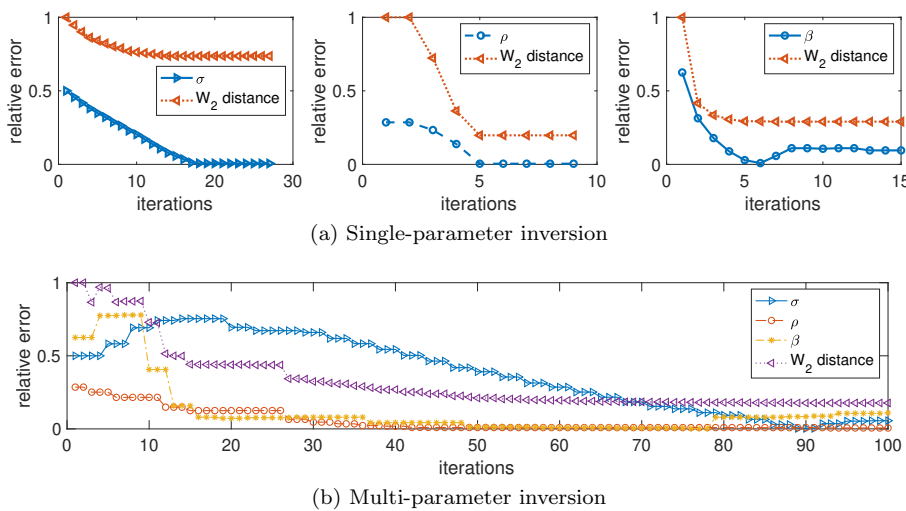 relative error
1
0.5
0
σ
W2 distance
0 10 20 30
iterations
relative error
1
0.5
0
ρ
W2 distance
0 5 10
iterations
relative error
1
0.5
0
β
W2 distance
0 5 10 15
iterations
(a) Single-parameter inversion
relative error
1
0.5
0
σ
ρ
β
W2 distance
0 10 20 30 40 50 60 70 80 90 100
iterations
(b) Multi-parameter inversion